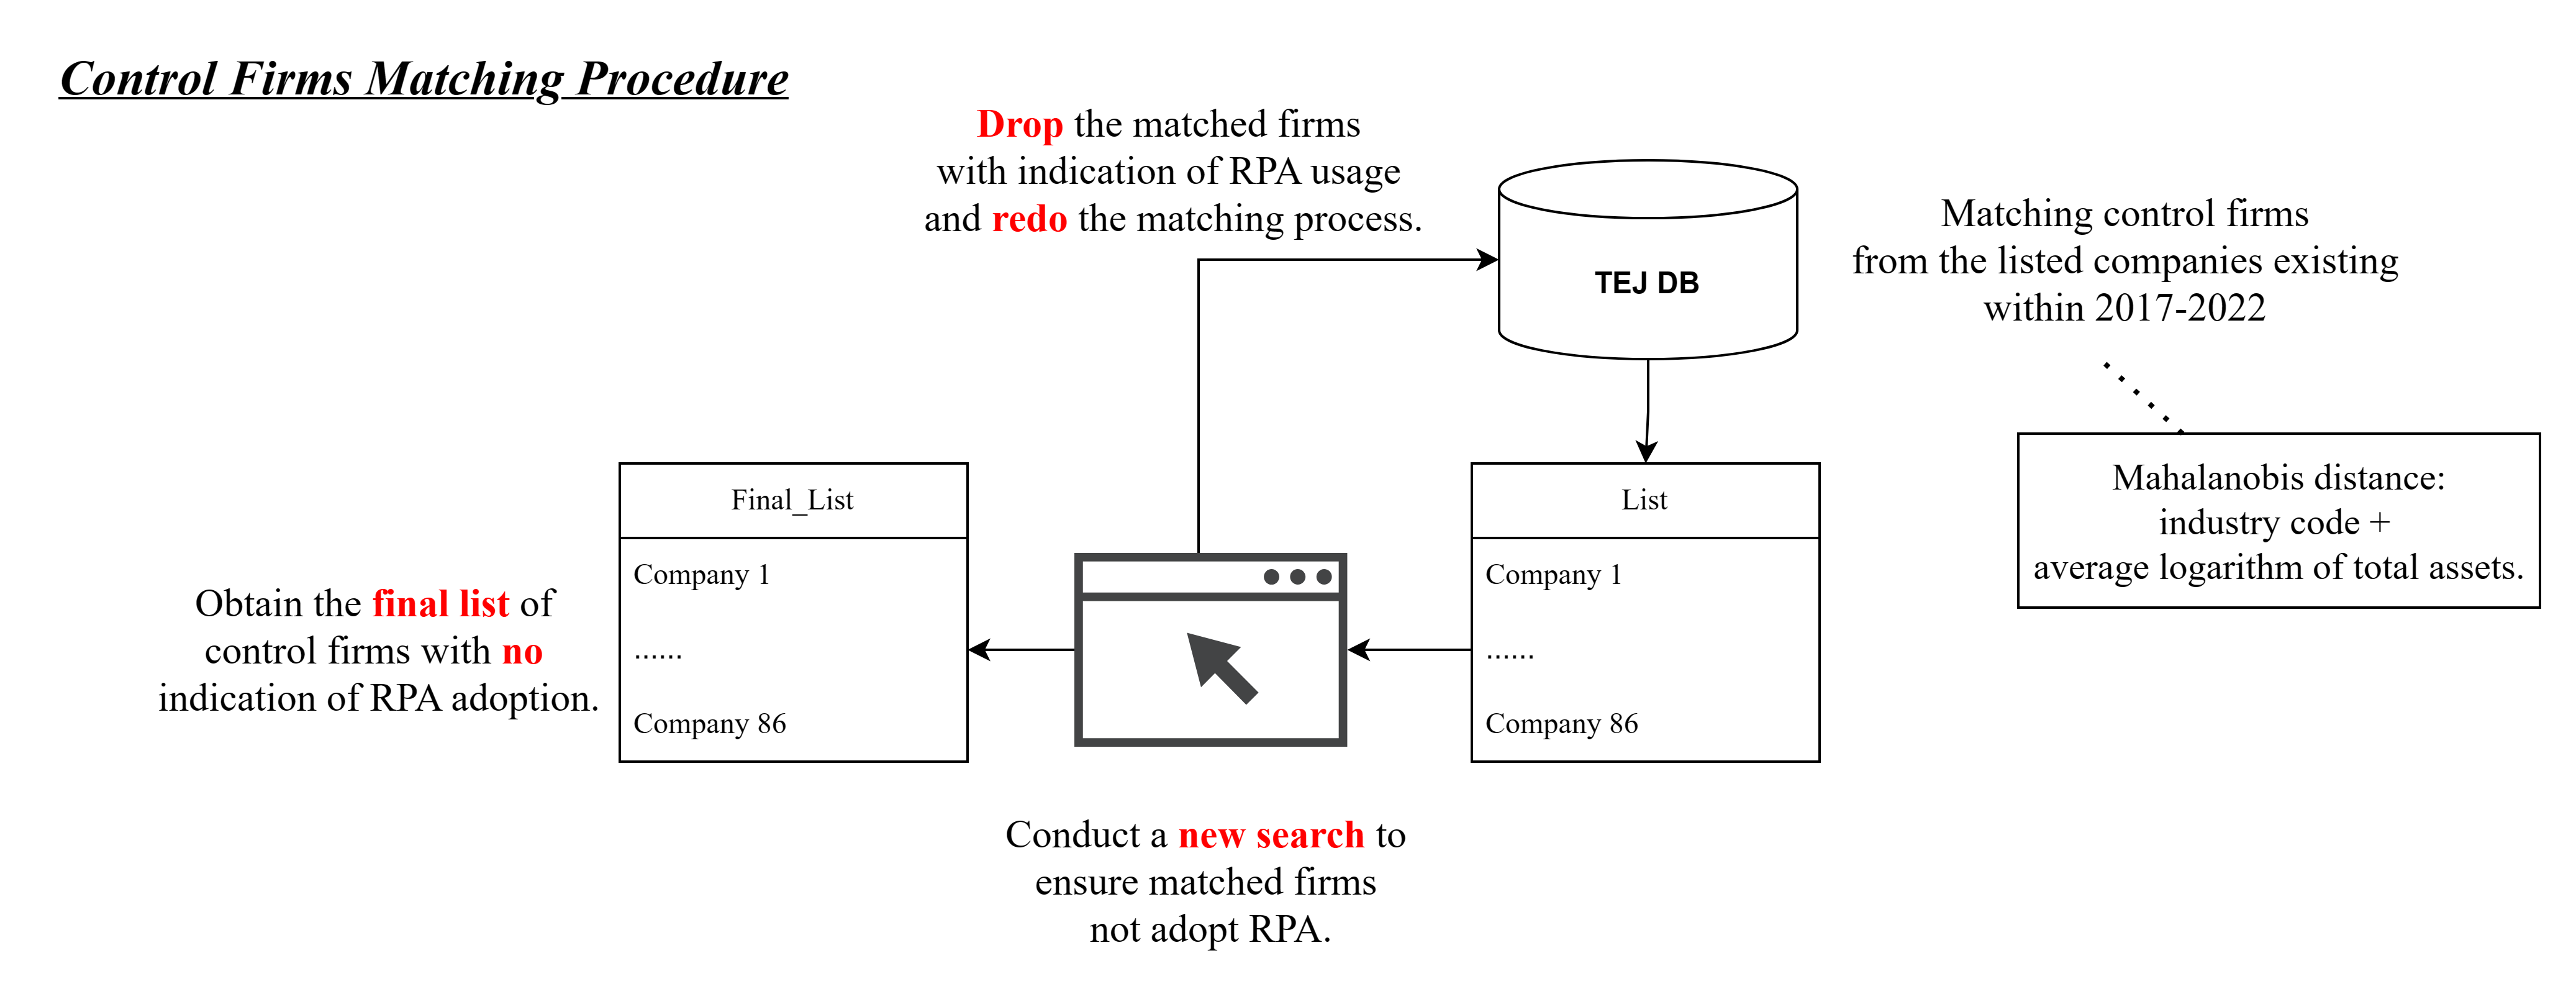 Control Firms Matching Procedure
Drop the matched firms
with indication of RPA usage
and redo the matching process.
TEJ DB
Matching control firms
from the listed companies existing
within 2017-2022
Mahalanobis distance:
industry code +
average logarithm of total assets.
List
Company 1
......
Company 86
Conduct a new search to
ensure matched firms
not adopt RPA.
Final_List
Company 1
......
Company 86
Obtain the final list of
control firms with no
indication of RPA adoption.